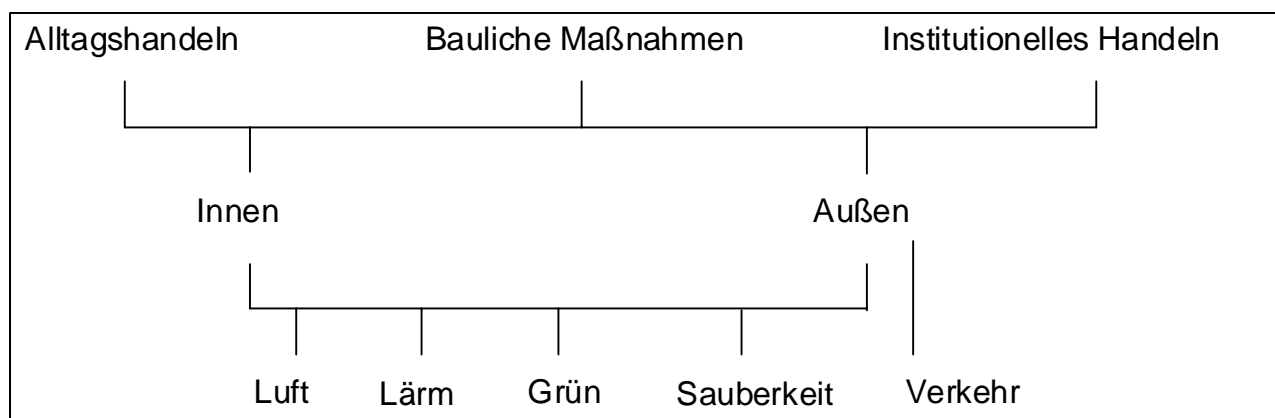 Alltagshandeln Bauliche Maßnahmen Institutionelles Handeln
Innen Außen
Luft Lärm Grün Sauberkeit Verkehr